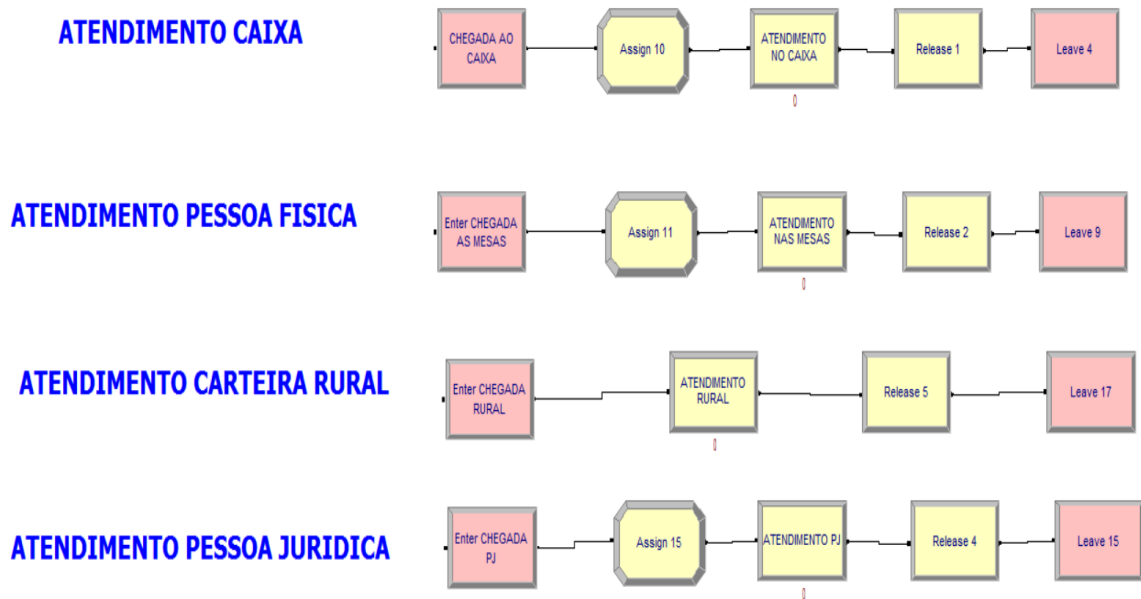 ATENDIMENTO CAIXA
CHEGADA AO
CAIXA
Assign 10
ATENDIMENTO
NO CAIXA
0
Release 1
Leave 4
ATENDIMENTO PESSOA FISICA
Enter CHEGADA
AS MESAS
Assign 11
ATENDIMENTO
NAS MESAS
0
Release 2
Leave 9
ATENDIMENTO CARTEIRA RURAL
Enter CHEGADA
RURAL
ATENDIMENTO
RURAL
0
Release 5
Leave 17
ATENDIMENTO PESSOA JURIDICA
Enter CHEGADA
PJ
Assign 15
ATENDIMENTO PJ
0
Release 4
Leave 15